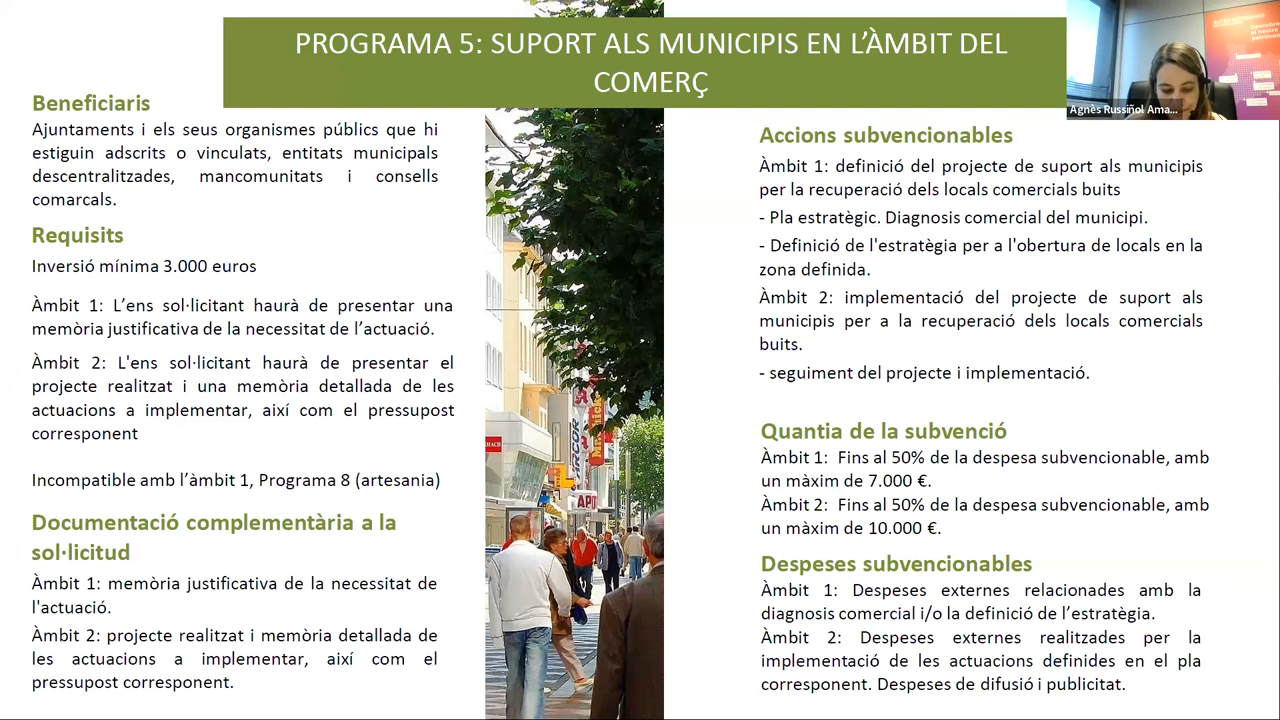 PROGRAMA 5: SUPORT ALS MUNICIPIS EN L'ÀMBIT DEL
COMERÇ
Agnès Russiñol Ama...
Beneficiaris
Ajuntaments i els seus organismes públics que hi
estiguin adscrits o vinculats, entitats municipals
descentralitzades, mancomunitats i consells
comarcals.
Requisits
Inversió mínima 3.000 euros
Àmbit 1: L’ens sol·licitant haurà de presentar una
memòria justificativa de la necessitat de l’actuació.
Àmbit 2: L'ens sol·licitant haurà de presentar el
projecte realitzat i una memòria detallada de les
actuacions a implementar, així com el pressupost
corresponent
Incompatible amb l’àmbit 1, Programa 8 (artesania)
Documentació complementària a la
sol·licitud
Àmbit 1: memòria justificativa de la necessitat de
l'actuació.
Àmbit 2: projecte realitzat i memòria detallada de
les actuacions a implementar, així com el
pressupost corresponent.
API
Accions subvencionables
Àmbit 1: definició del projecte de suport als municipis
per la recuperació dels locals comercials buits
- Pla estratègic. Diagnosis comercial del municipi.
- Definició de l'estratègia per a l'obertura de locals en la
zona definida.
Àmbit 2: implementació del projecte de suport als
municipis per a la recuperació dels locals comercials
buits.
- seguiment del projecte i implementació.
Quantia de la subvenció
Àmbit 1: Fins al 50% de la despesa subvencionable, amb
un màxim de 7.000 €.
Àmbit 2: Fins al 50% de la despesa subvencionable, amb
un màxim de 10.000 €.
Despeses subvencionables
Àmbit 1: Despeses externes relacionades amb la
diagnosis comercial i/o la definició de l’estratègia.
Àmbit 2: Despeses externes realitzades per la
implementació de les actuacions definides en el pla
corresponent. Despeses de difusió i publicitat.